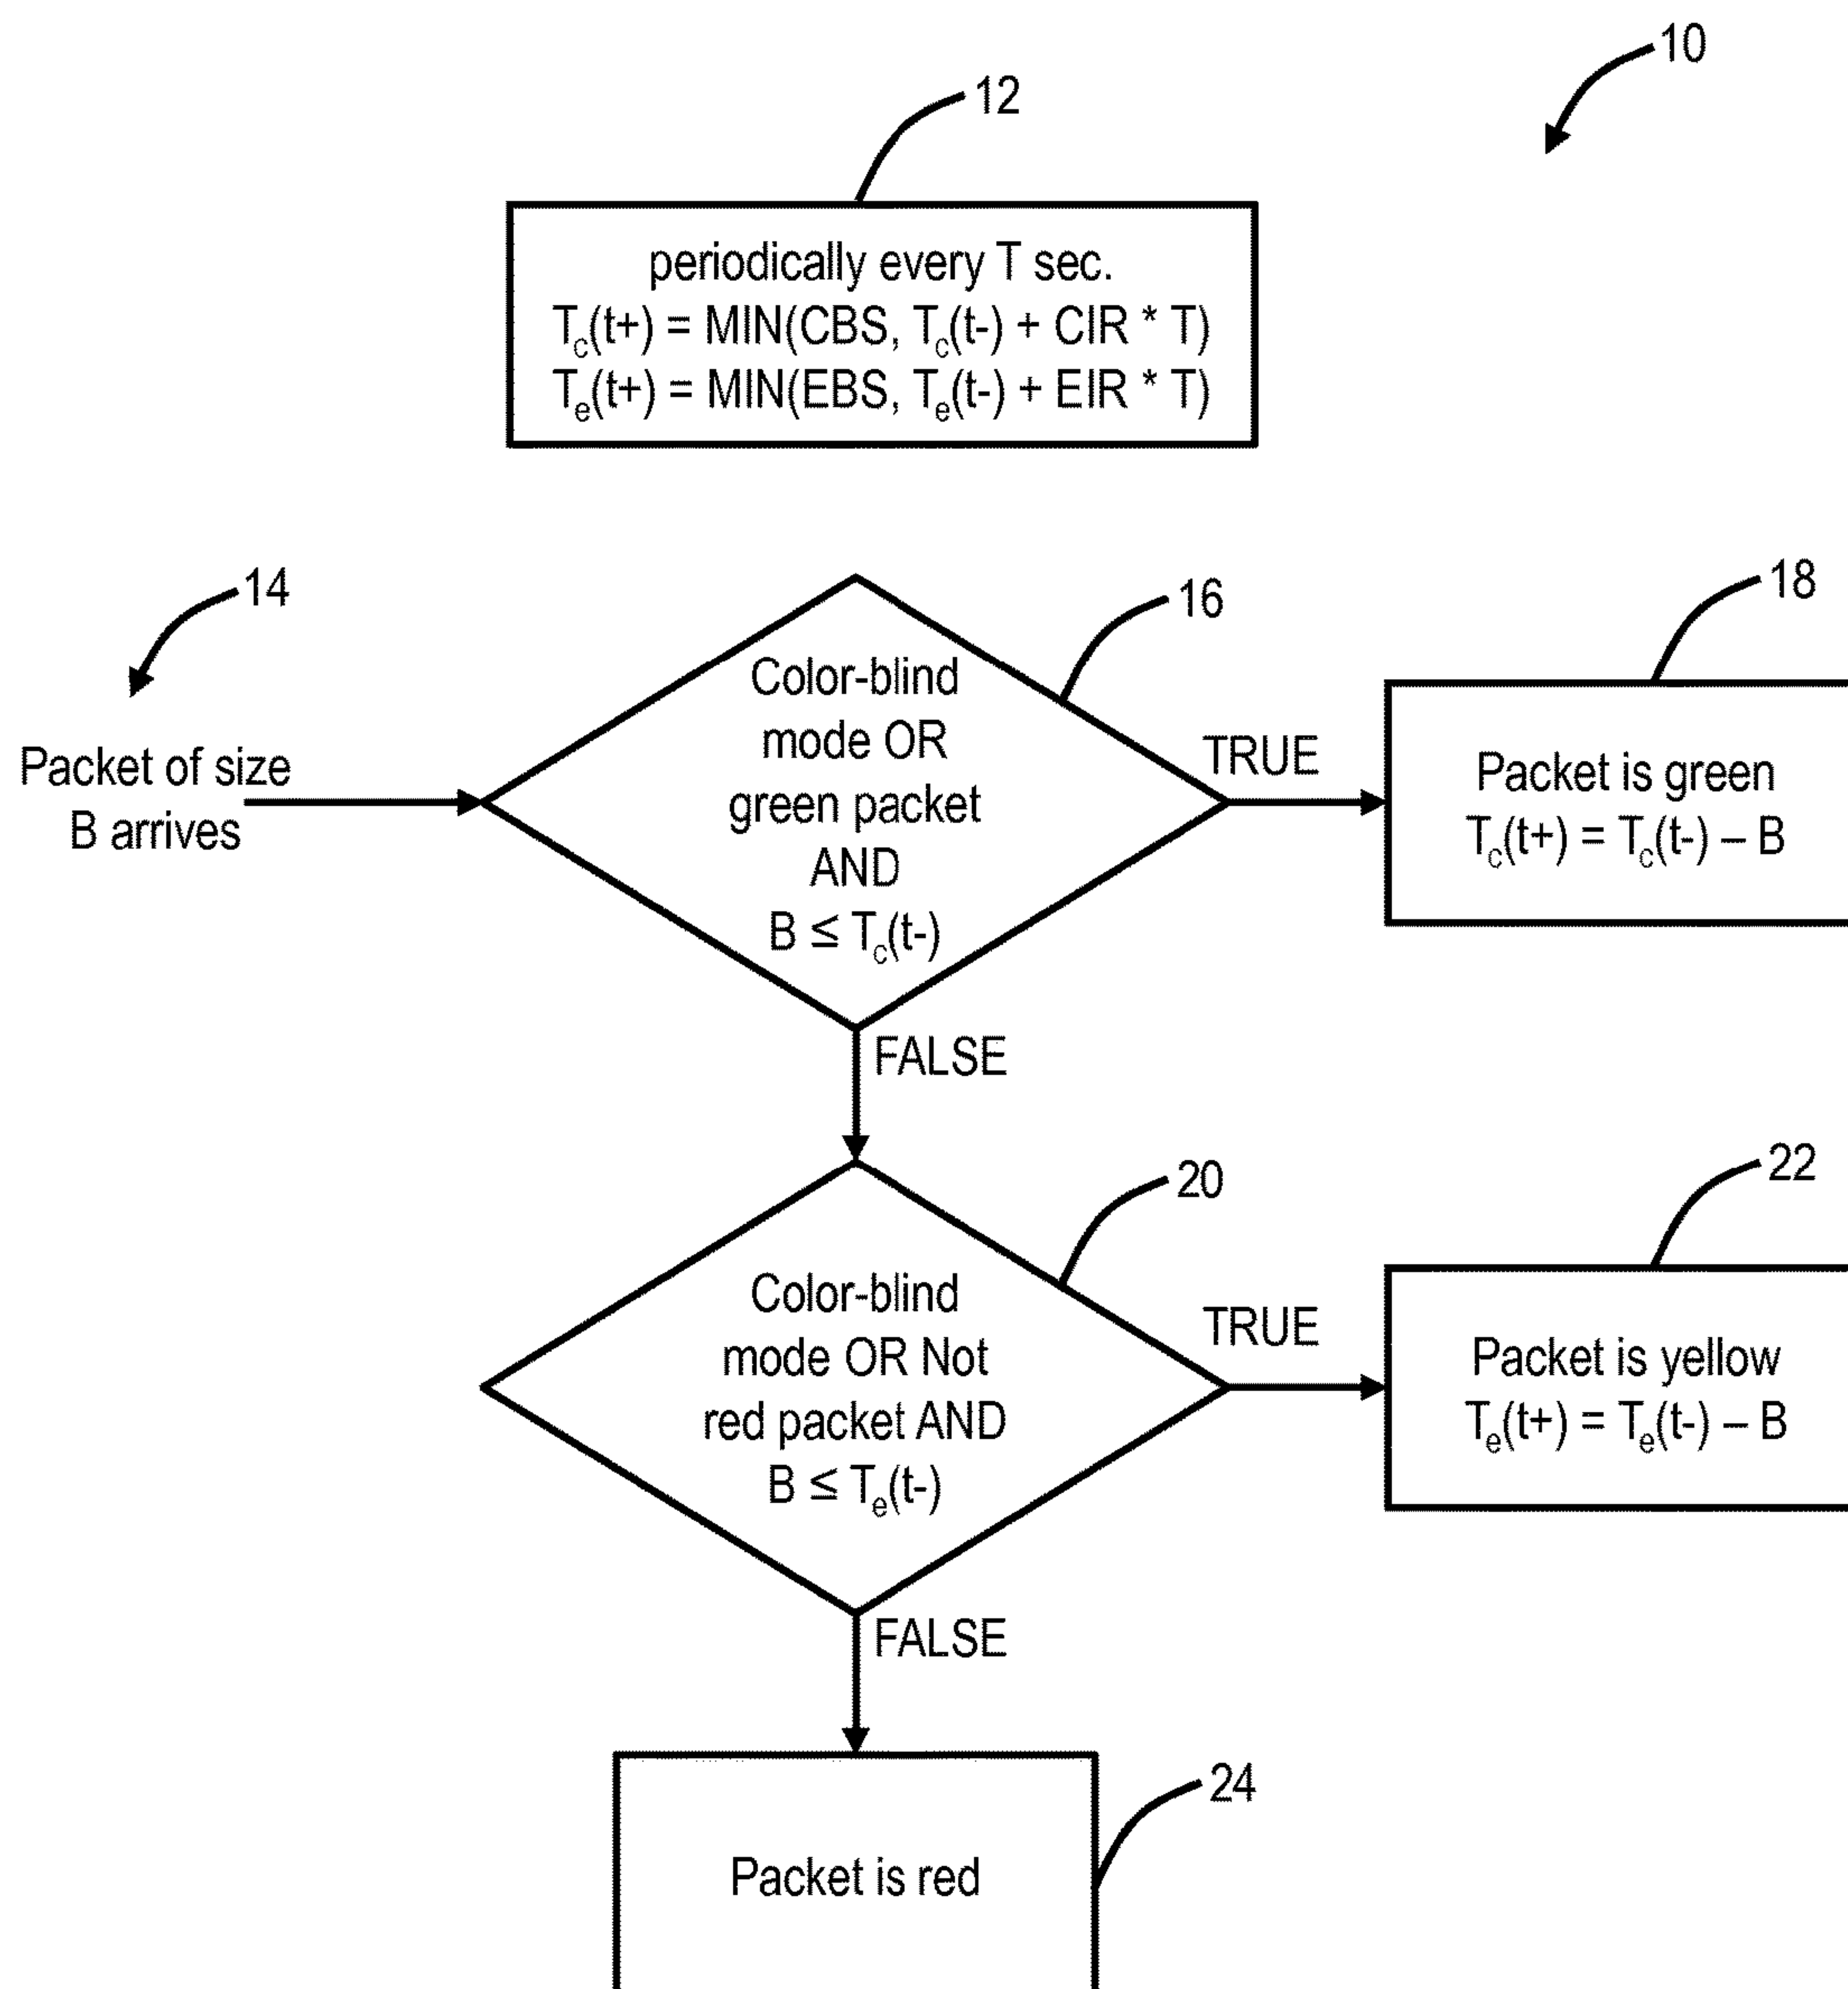 10
12
periodically every T sec.
Tc(t+) = MIN(CBS, Tc(t-) + CIR * T)
Te(t+) = MIN(EBS, Te(t-) + EIR * T)
14
Packet of size
B arrives
16
Color-blind
mode OR
green packet
AND
B ≤ Tc(t-)
TRUE
18
Packet is green
Tc(t+) = Tc(t-) – B
FALSE
20
Color-blind
mode OR Not
red packet AND
B ≤ Te(t-)
TRUE
22
Packet is yellow
Te(t+) = Te(t-) – B
FALSE
24
Packet is red